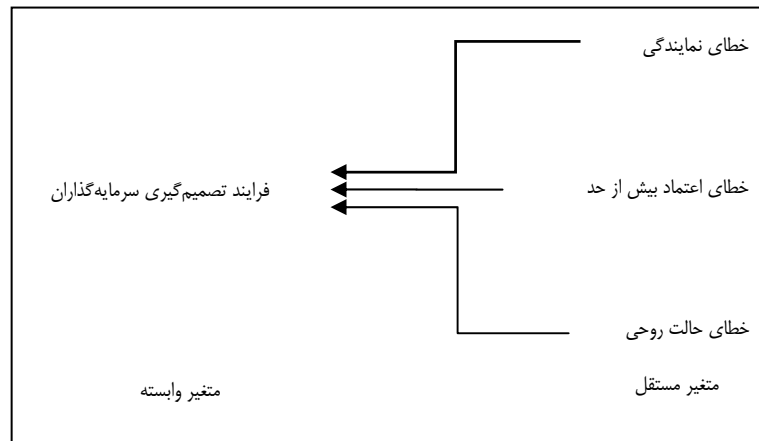 خطای نمایندگی
خطای اعتماد بیش از حد
فرایند تصمیم‌گیری سرمایه‌گذاران
خطای حالت روحی
متغیر مستقل
متغیر وابسته